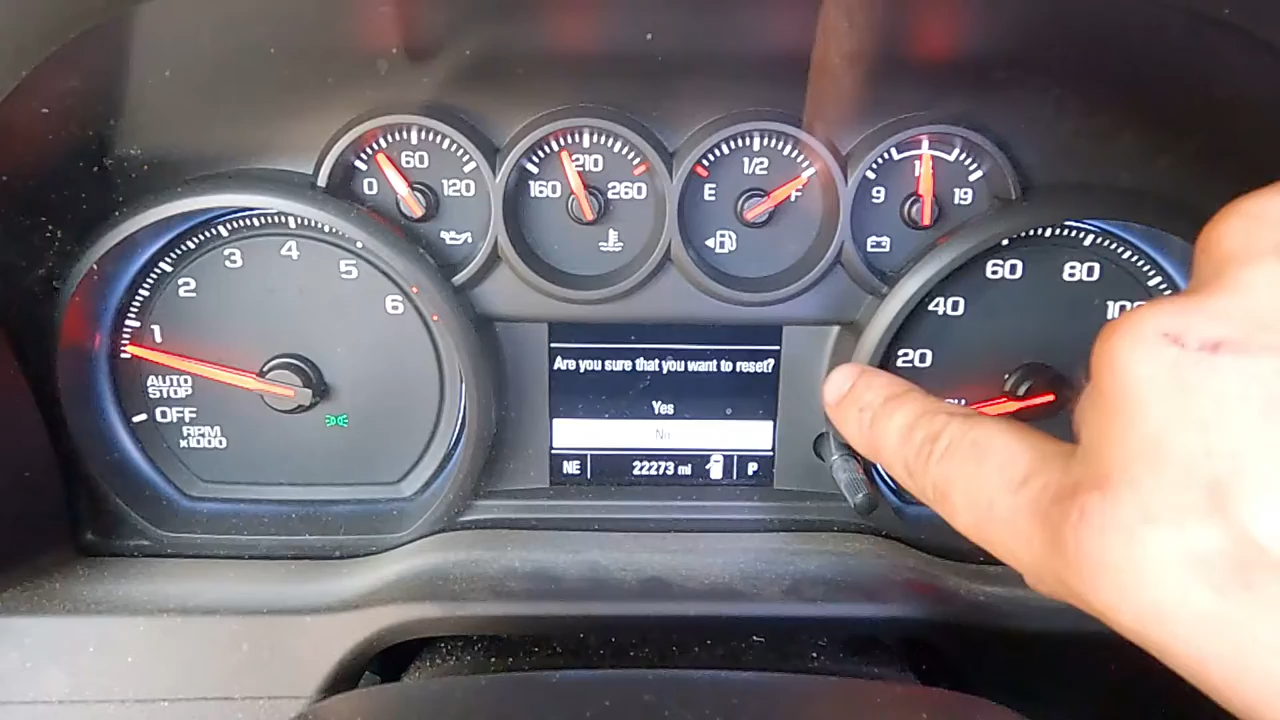 0 60 120
160 210 260
E 1/2 F
9 14 19
1 2 3 4 5 6
AUTO
STOP
OFF
RPM
x1000
Are you sure that you want to reset?
Yes
No
NE 22273 mi P
20 40 60 80 100